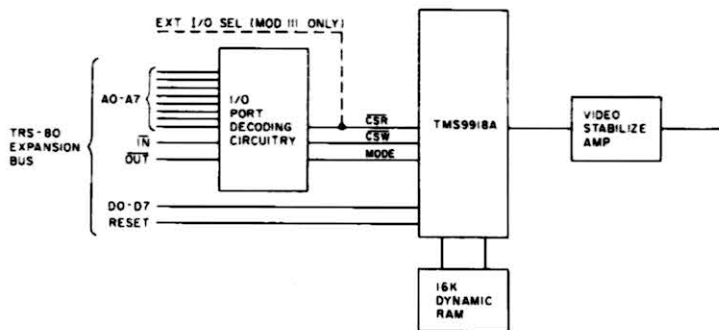 EXT I/O SEL (MOD III ONLY)
TRS-80
EXPANSION
BUS
A0-A7
IN
OUT
D0-D7
RESET
I/O
PORT
DECODING
CIRCUITRY
CSR
CSW
MODE
TMS9918A
16K
DYNAMIC
RAM
VIDEO
STABILIZE
AMP